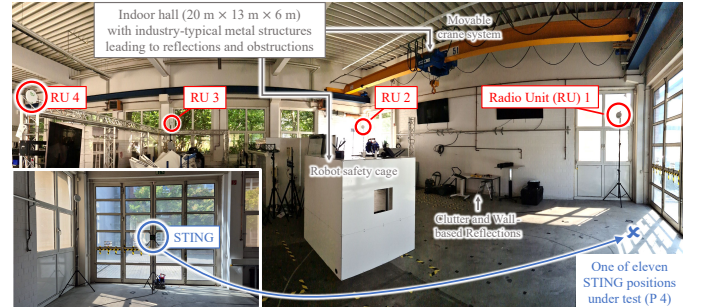 Indoor hall (20 m × 13 m × 6 m)
with industry-typical metal structures
leading to reflections and obstructions
Movable
crane system
RU 4
RU 3
RU 2
Radio Unit (RU) 1
Robot safety cage
STING
Clutter and Wall-
based Reflections
One of eleven
STING positions
under test (P 4)